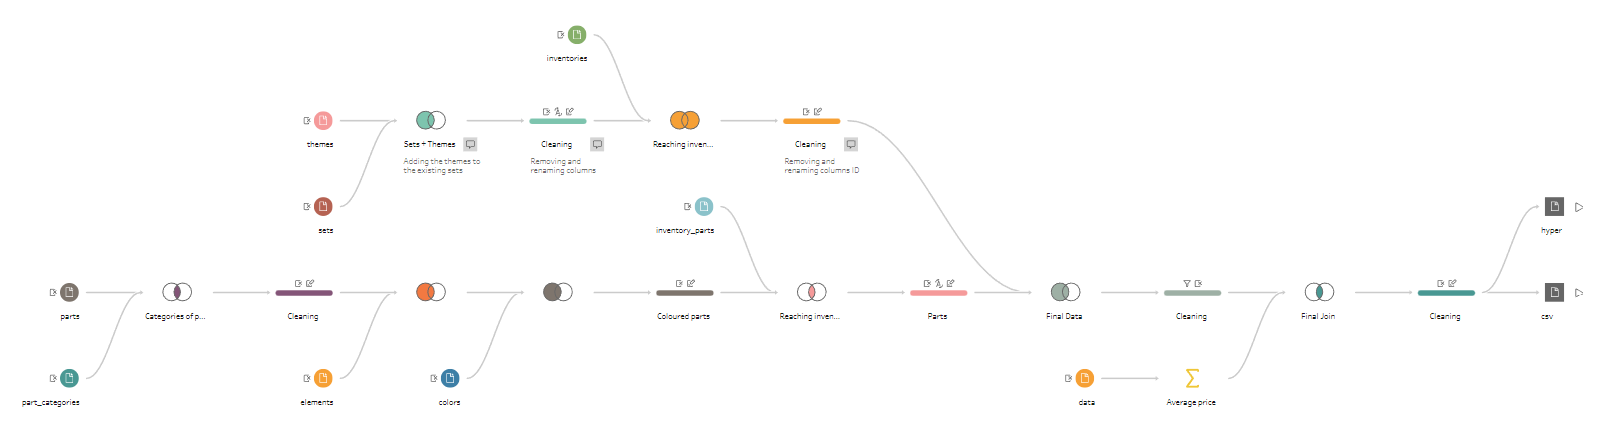 inventories
themes
Sets + Themes
Adding the themes to
the existing sets
Cleaning
Removing and
renaming columns
Reaching inven...
Cleaning
Removing and
renaming columns ID
sets
inventory_parts
hyper
parts
Categories of p...
Cleaning
Coloured parts
Reaching inven...
Parts
Final Data
Cleaning
Final Join
Cleaning
csv
part_categories
elements
colors
data
Average price